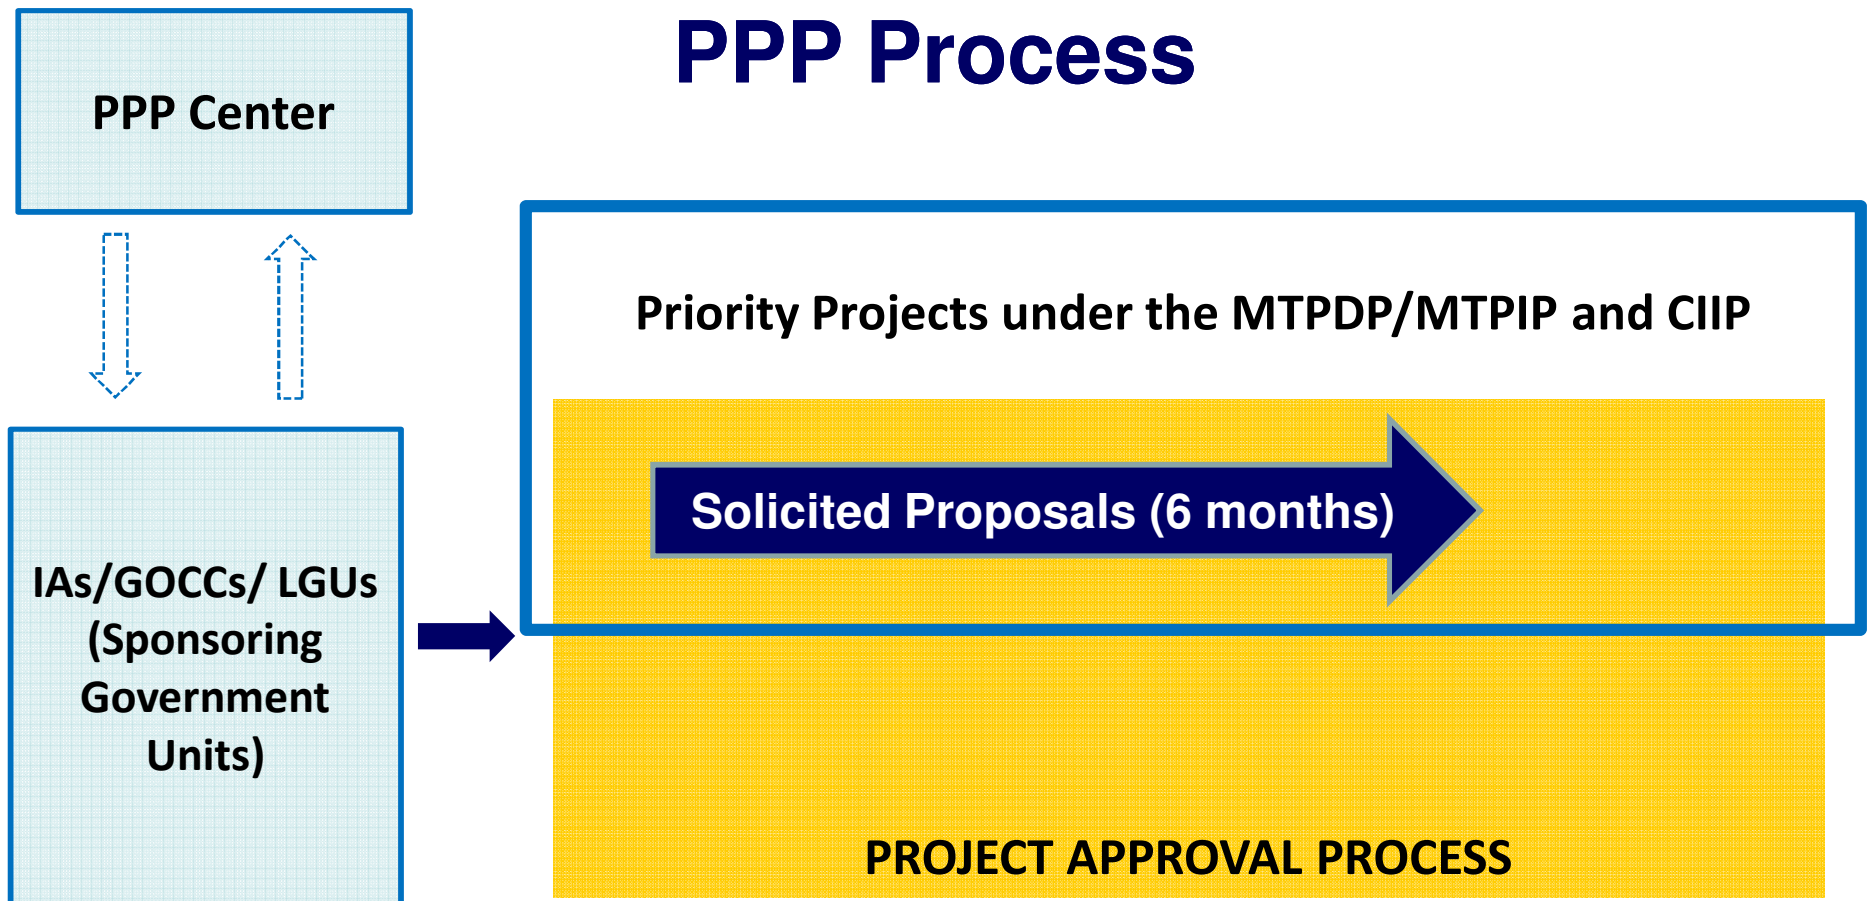 PPP Process
PPP Center
Priority Projects under the MTPDP/MTPIP and CIIP
Solicited Proposals (6 months)
IAs/GOCCs/ LGUs
(Sponsoring
Government
Units)
PROJECT APPROVAL PROCESS